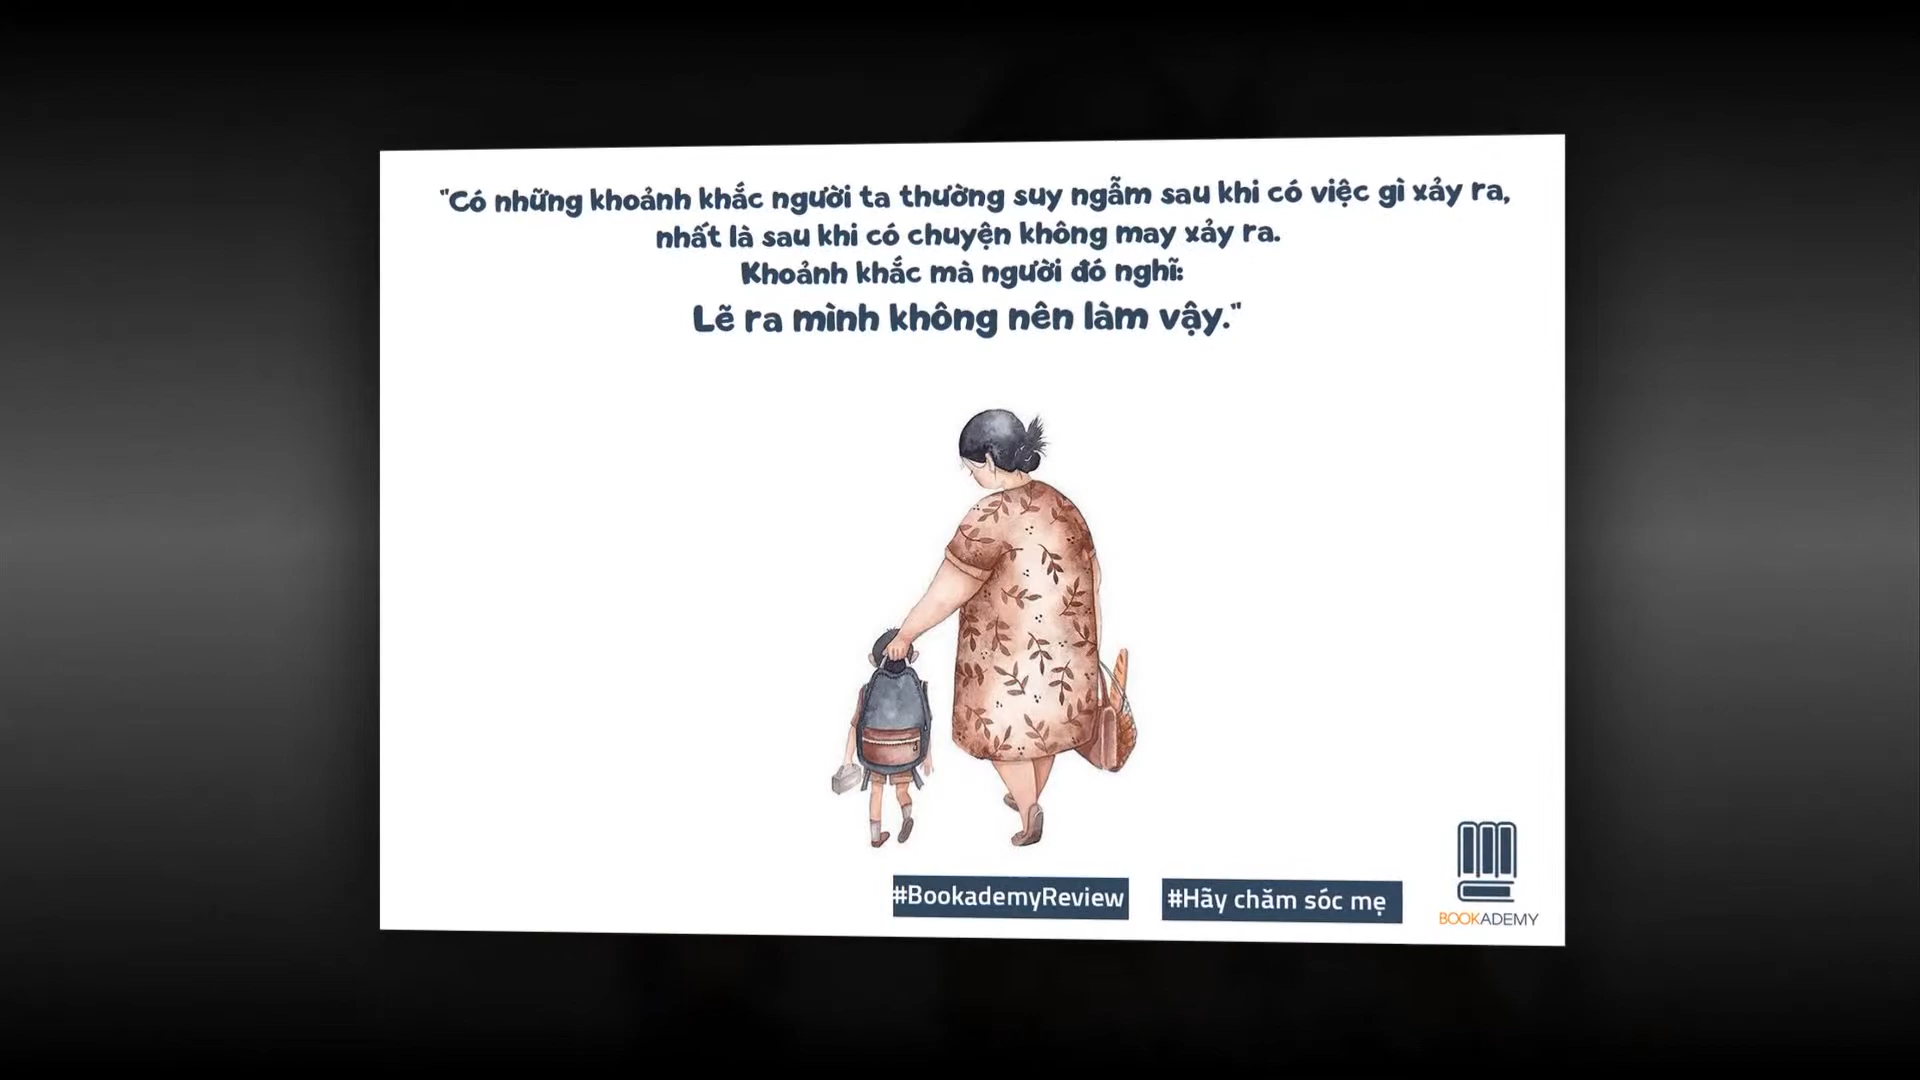 "Có những khoảnh khắc người ta thường suy ngẫm sau khi có việc gì xảy ra,
nhất là sau khi có chuyện không may xảy ra.
Khoảnh khắc mà người đó nghĩ:
Lẽ ra mình không nên làm vậy."
#BookademyReview
#Hãy chăm sóc mẹ
BOOKADEMY